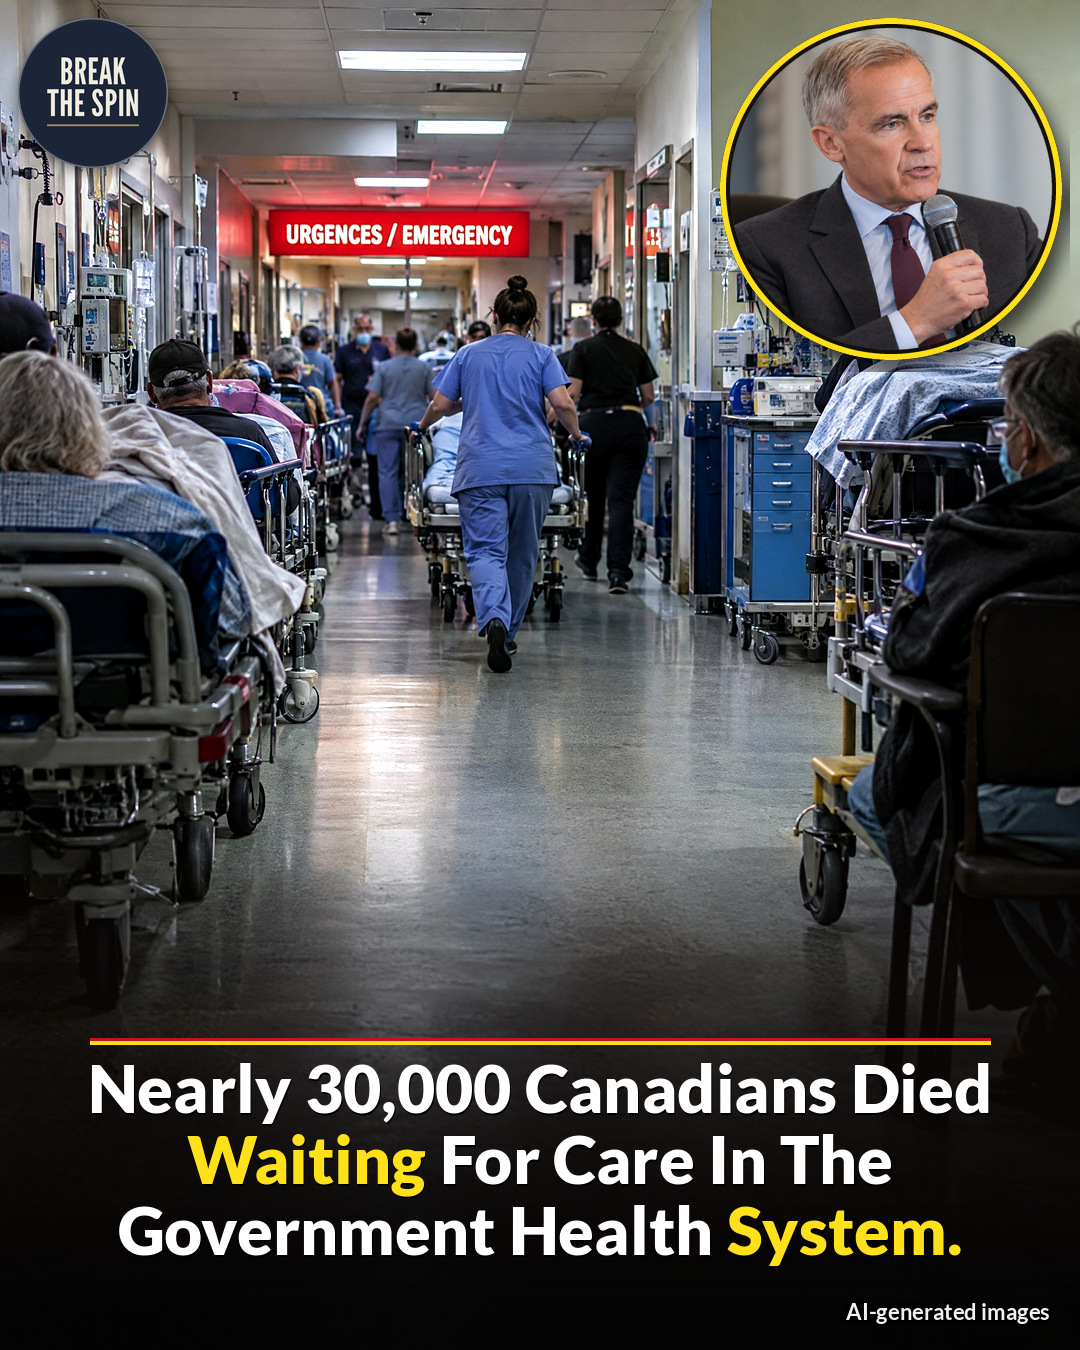 BREAK
THE SPIN
URGENCES / EMERGENCY
Nearly 30,000 Canadians Died
Waiting For Care In The
Government Health System.
AI-generated images